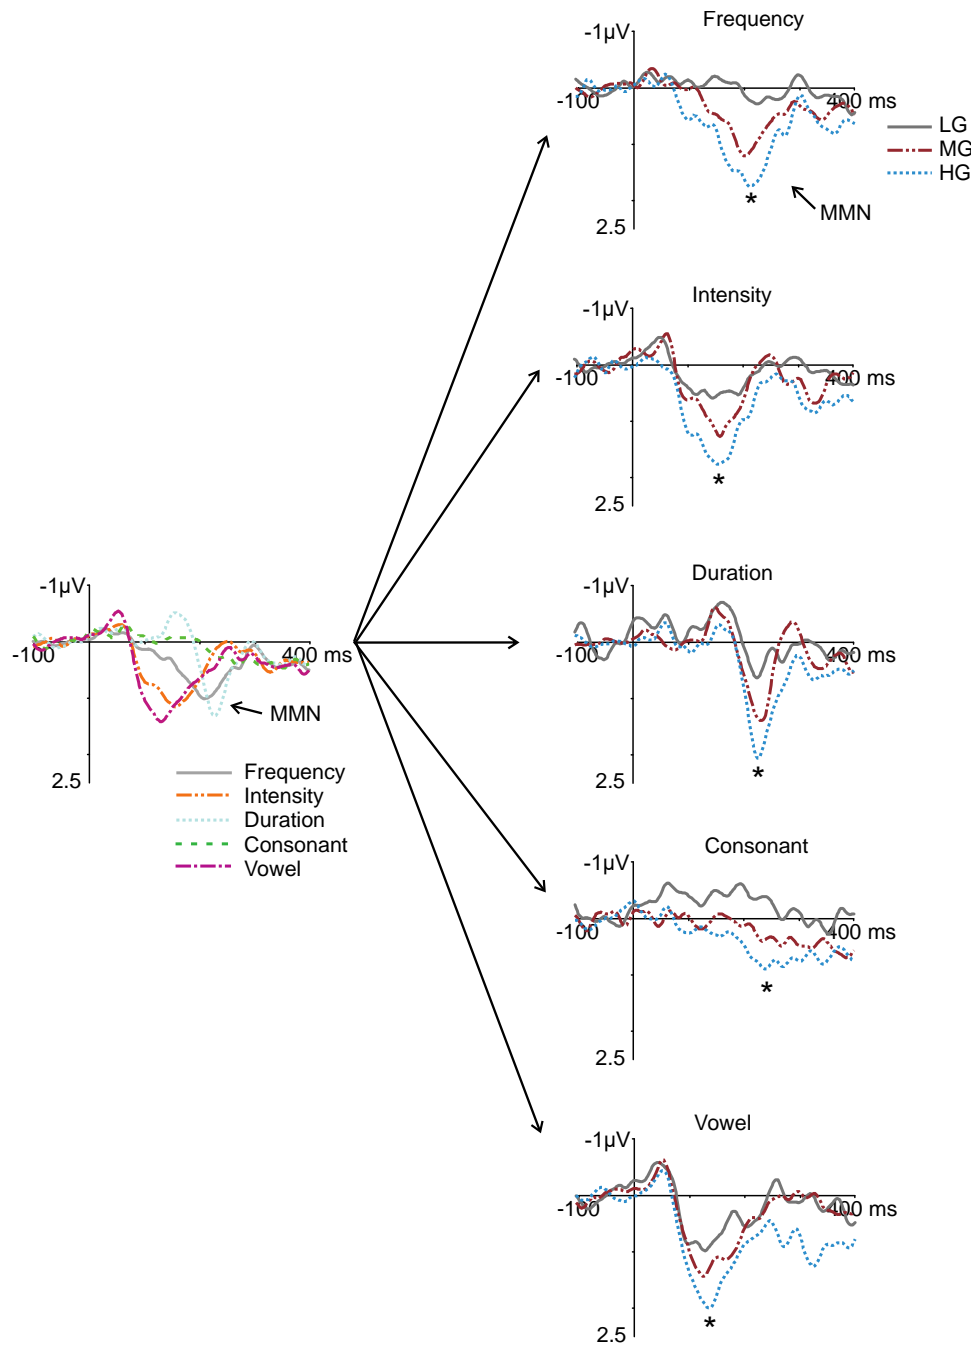 Frequency
-1µV
-100
400 ms
2.5
*
MMN
LG
MG
HG
Intensity
-1µV
-100
400 ms
2.5
*
Duration
-1µV
-100
400 ms
2.5
*
-1µV
-100
400 ms
2.5
MMN
Frequency
Intensity
Duration
Consonant
Vowel
Consonant
-1µV
-100
400 ms
2.5
*
Vowel
-1µV
-100
400 ms
2.5
*